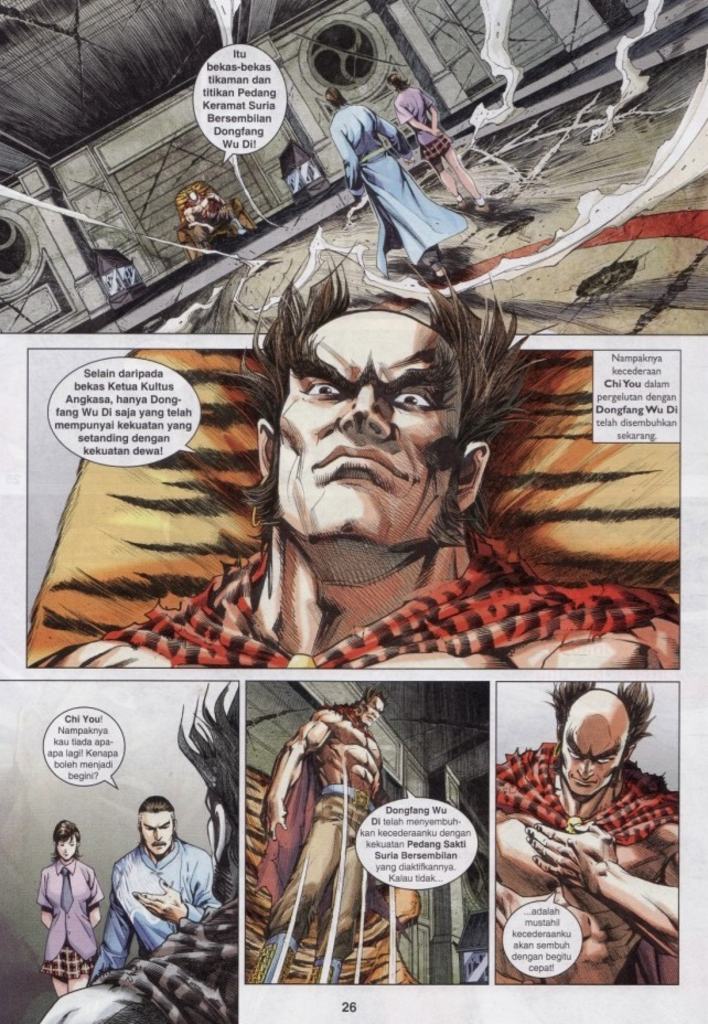 Itu
bekas-bekas
tikaman dan
titikan Pedang
Keramat Suria
Bersembilan
Dongfang
Wu Di!
Selain daripada
bekas Ketua Kultus
Angkasa, hanya Dong-
fang Wu Di saja yang telah
mempunyai kekuatan yang
setanding dengan
kekuatan dewa!
Nampaknya
kecederaan
Chi You dalam
pergelutan dengan
Dongfang Wu Di
telah disembuhkan
sekarang.
Chi You!
Nampaknya
kau tiada apa-
apa lagi! Kenapa
boleh menjadi
begini?
Dongfang Wu
Di telah menyembuh-
kan kecederaanku dengan
kekuatan Pedang Sakti
Suria Bersembilan
yang diaktifkannya.
Kalau tidak...
...adalah
mustahil
kecederaanku
akan sembuh
dengan begitu
cepat!
26